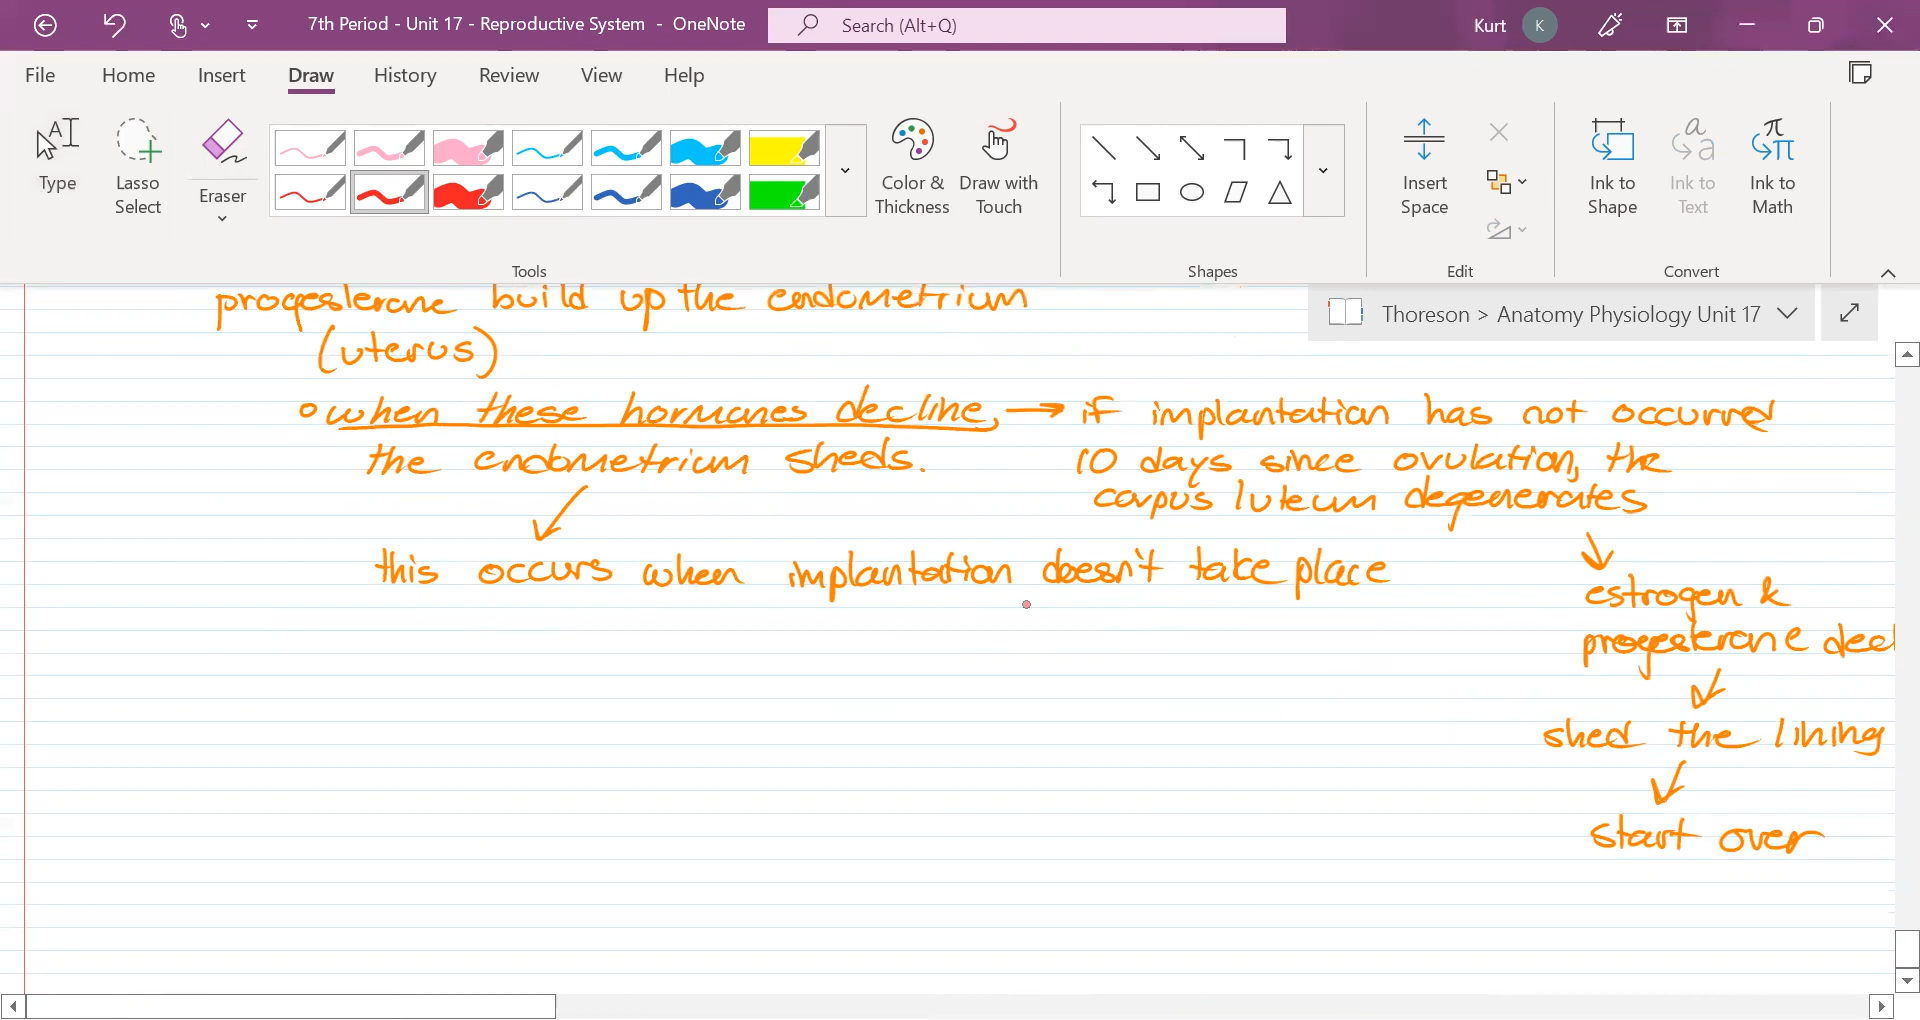 7th Period - Unit 17 - Reproductive System - OneNote
Search (Alt+Q)
Kurt
K
File Home Insert Draw History Review View Help
Type
Lasso Select
Eraser
Color & Thickness
Draw with Touch
Insert Space
Ink to Shape
Ink to Text
Ink to Math
Tools
Shapes
Edit
Convert
Thoreson > Anatomy Physiology Unit 17
progesterone build up the endometrium
(uterus)
when these hormones decline, → if implantation has not occurred
the endometrium sheds. 10 days since ovulation, the
corpus luteum degenerates
this occurs when implantation doesn't take place
estrogen &
progesterone decl
shed the lining
start over